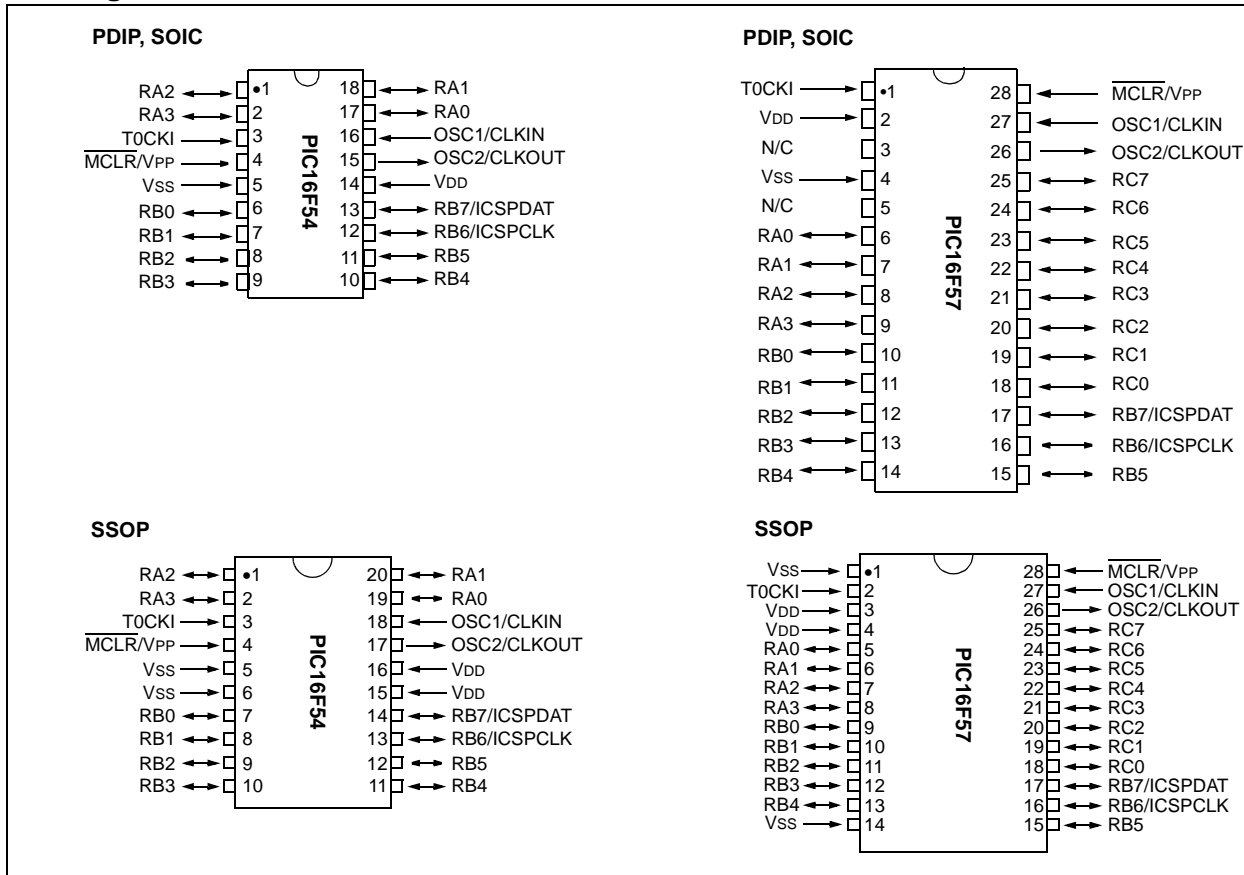 PDIP, SOIC
RA2 •1 18 RA1
RA3 2 17 RA0
T0CKI 3 16 OSC1/CLKIN
MCLR/VPP 4 15 OSC2/CLKOUT
VSS 5 14 VDD
RB0 6 13 RB7/ICSPDAT
RB1 7 12 RB6/ICSPCLK
RB2 8 11 RB5
RB3 9 10 RB4
PIC16F54
PDIP, SOIC
T0CKI •1 28 MCLR/VPP
VDD 2 27 OSC1/CLKIN
N/C 3 26 OSC2/CLKOUT
VSS 4 25 RC7
N/C 5 24 RC6
RA0 6 23 RC5
RA1 7 22 RC4
RA2 8 21 RC3
RA3 9 20 RC2
RB0 10 19 RC1
RB1 11 18 RC0
RB2 12 17 RB7/ICSPDAT
RB3 13 16 RB6/ICSPCLK
RB4 14 15 RB5
PIC16F57
SSOP
RA2 •1 20 RA1
RA3 2 19 RA0
T0CKI 3 18 OSC1/CLKIN
MCLR/VPP 4 17 OSC2/CLKOUT
VSS 5 16 VDD
VSS 6 15 VDD
RB0 7 14 RB7/ICSPDAT
RB1 8 13 RB6/ICSPCLK
RB2 9 12 RB5
RB3 10 11 RB4
PIC16F54
SSOP
VSS •1 28 MCLR/VPP
T0CKI 2 27 OSC1/CLKIN
VDD 3 26 OSC2/CLKOUT
VDD 4 25 RC7
RA0 5 24 RC6
RA1 6 23 RC5
RA2 7 22 RC4
RA3 8 21 RC3
RB0 9 20 RC2
RB1 10 19 RC1
RB2 11 18 RC0
RB3 12 17 RB7/ICSPDAT
RB4 13 16 RB6/ICSPCLK
VSS 14 15 RB5
PIC16F57